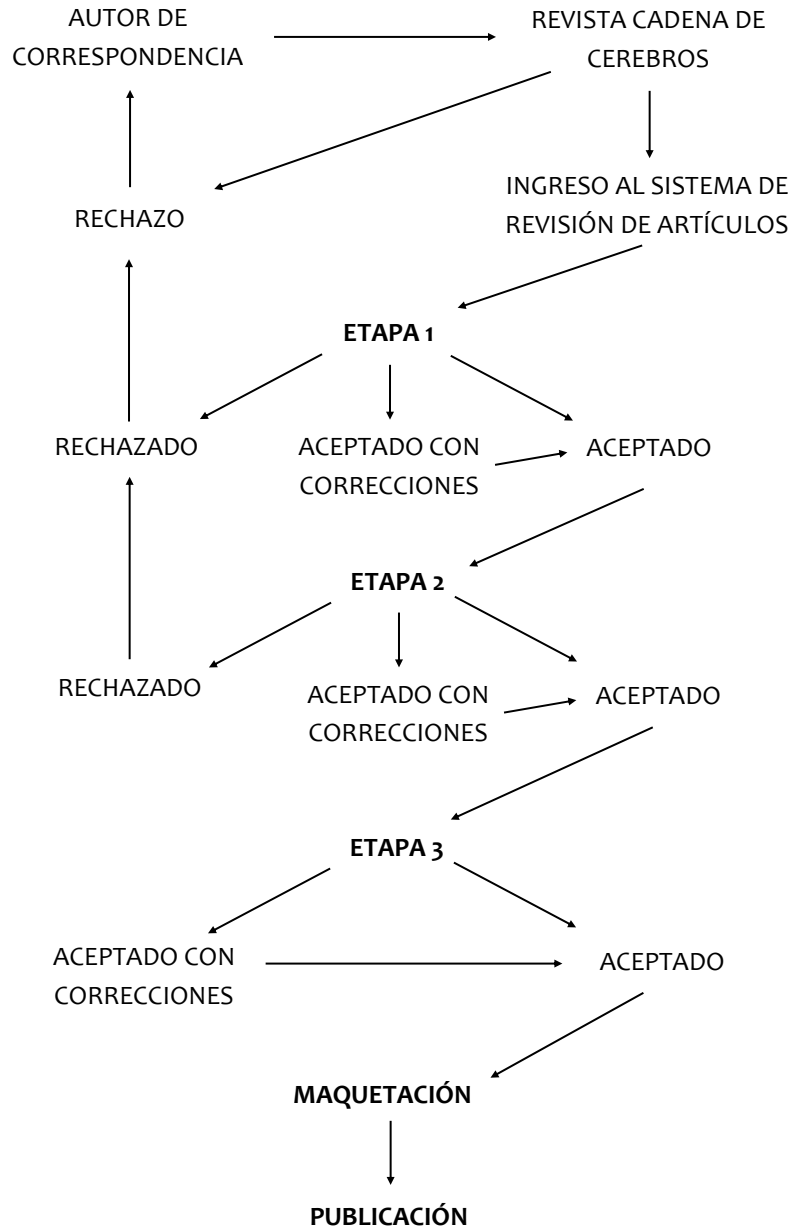 AUTOR DE
CORRESPONDENCIA
REVISTA CADENA DE
CEREBROS
RECHAZO
INGRESO AL SISTEMA DE
REVISIÓN DE ARTÍCULOS
ETAPA 1
RECHAZADO
ACEPTADO CON
CORRECCIONES
ACEPTADO
ETAPA 2
RECHAZADO
ACEPTADO CON
CORRECCIONES
ACEPTADO
ETAPA 3
ACEPTADO CON
CORRECCIONES
ACEPTADO
MAQUETACIÓN
PUBLICACIÓN